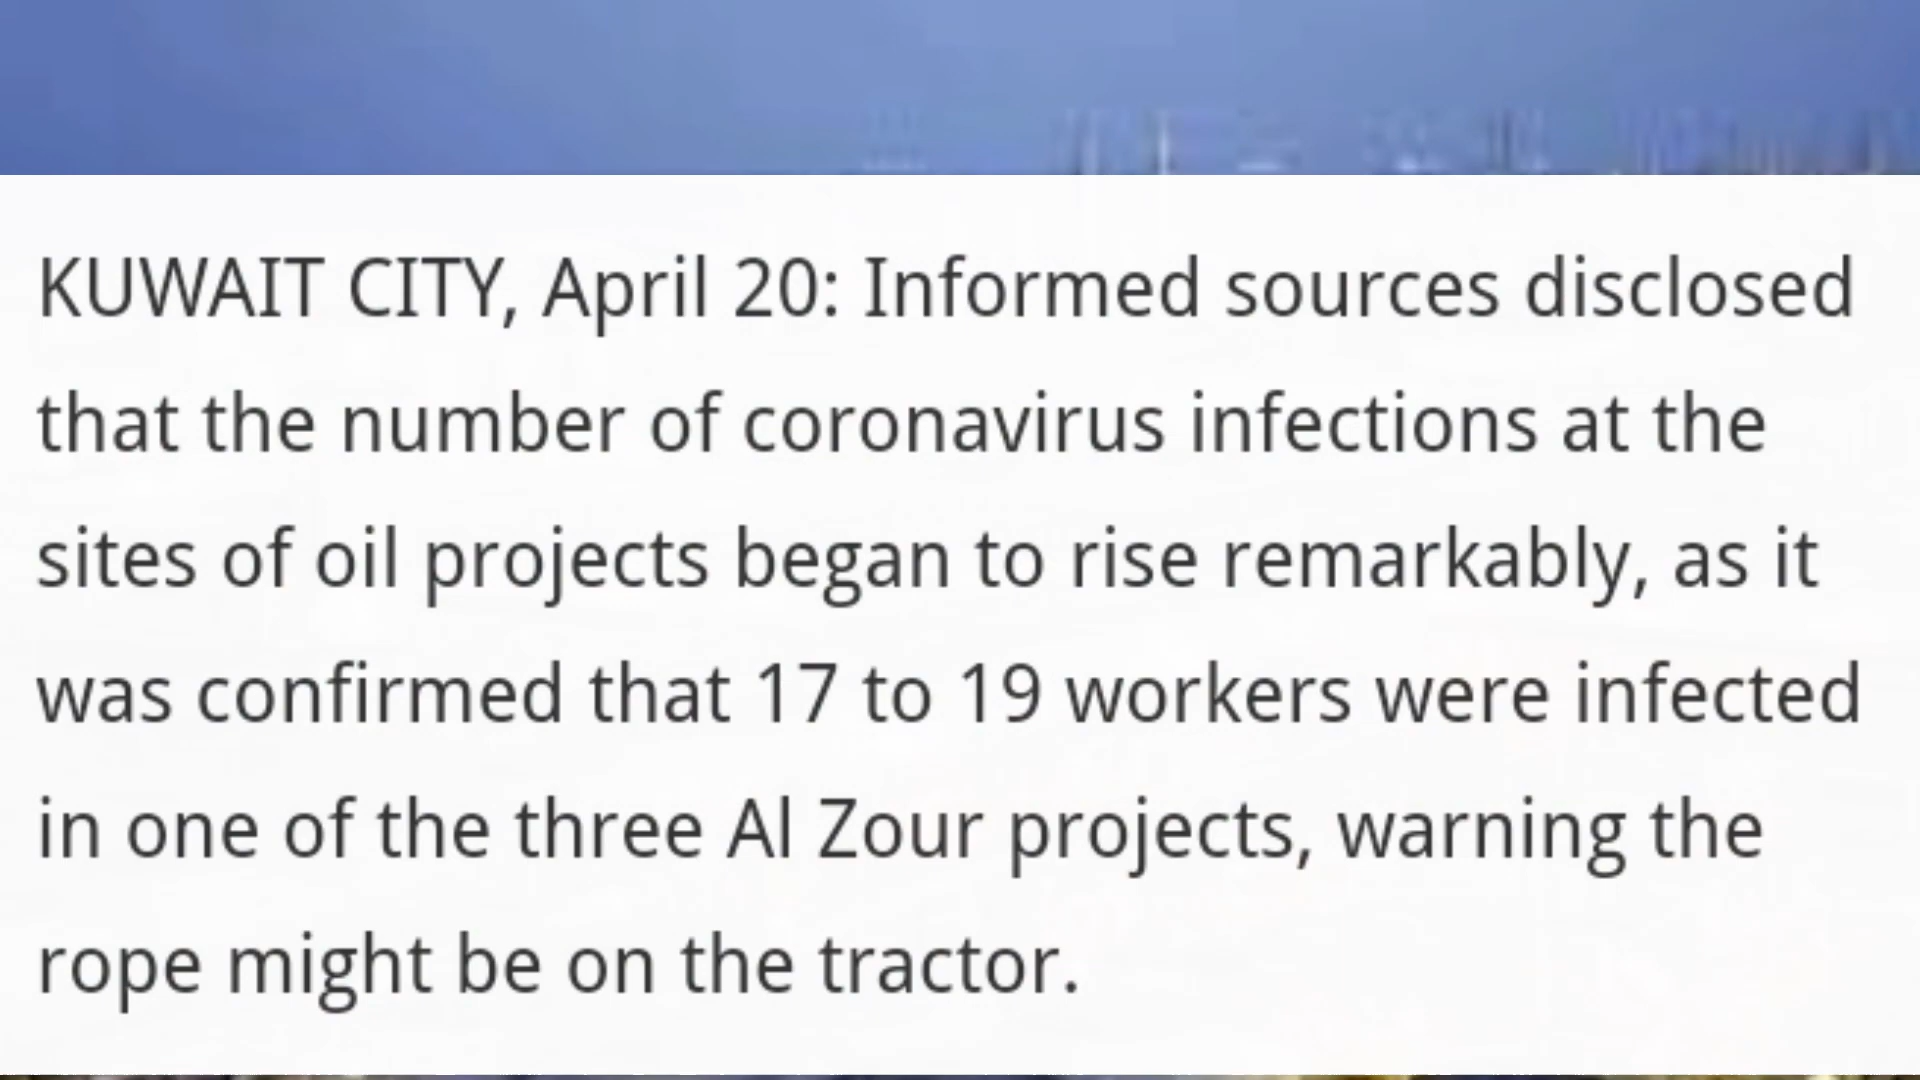 KUWAIT CITY, April 20: Informed sources disclosed
that the number of coronavirus infections at the
sites of oil projects began to rise remarkably, as it
was confirmed that 17 to 19 workers were infected
in one of the three Al Zour projects, warning the
rope might be on the tractor.